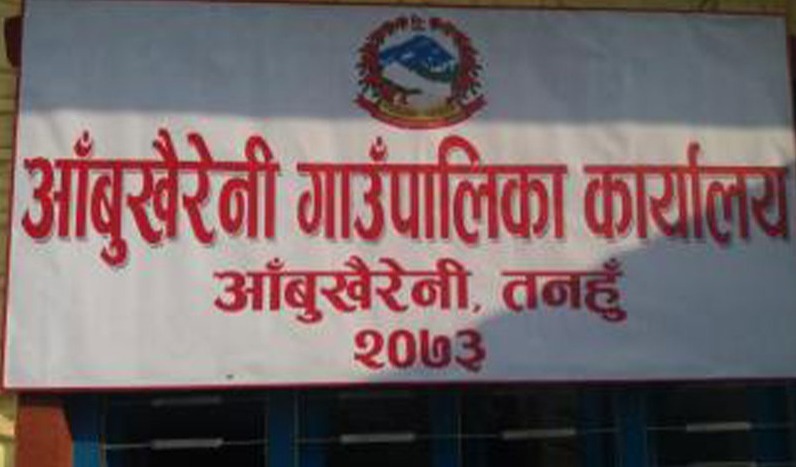 आँबुखैरेनी गाउँपालिका कार्यालय
आँबुखैरेनी, तनहुँ
२०७३